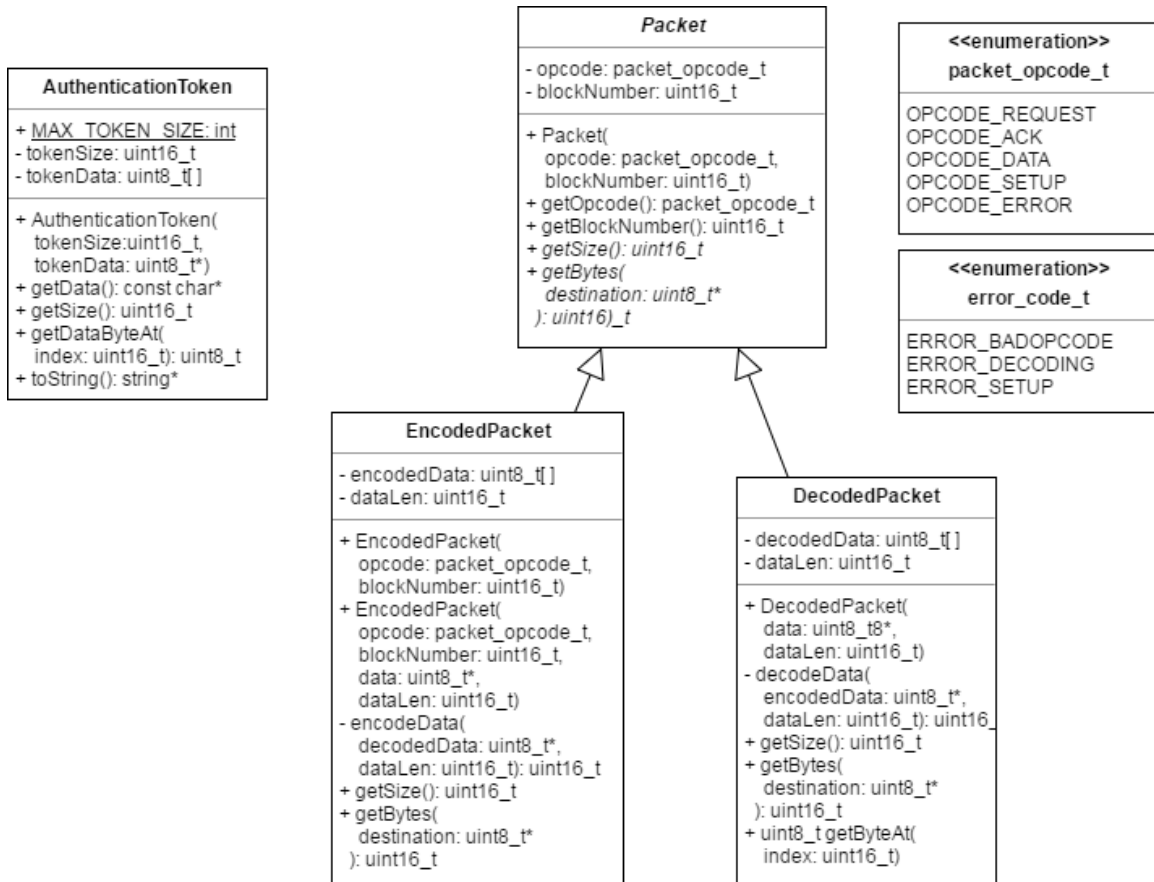 AuthenticationToken
+ MAX_TOKEN_SIZE: int
- tokenSize: uint16_t
- tokenData: uint8_t[ ]
+ AuthenticationToken(
tokenSize:uint16_t,
tokenData: uint8_t*)
+ getData(): const char*
+ getSize(): uint16_t
+ getDataByteAt(
index: uint16_t): uint8_t
+ toString(): string*
Packet
- opcode: packet_opcode_t
- blockNumber: uint16_t
+ Packet(
opcode: packet_opcode_t,
blockNumber: uint16_t)
+ getOpcode(): packet_opcode_t
+ getBlockNumber(): uint16_t
+ getSize(): uint16_t
+ getBytes(
destination: uint8_t*
): uint16)_t
<<enumeration>>
packet_opcode_t
OPCODE_REQUEST
OPCODE_ACK
OPCODE_DATA
OPCODE_SETUP
OPCODE_ERROR
<<enumeration>>
error_code_t
ERROR_BADOPCODE
ERROR_DECODING
ERROR_SETUP
EncodedPacket
- encodedData: uint8_t[ ]
- dataLen: uint16_t
+ EncodedPacket(
opcode: packet_opcode_t,
blockNumber: uint16_t)
+ EncodedPacket(
opcode: packet_opcode_t,
blockNumber: uint16_t,
data: uint8_t*,
dataLen: uint16_t)
- encodeData(
decodedData: uint8_t*,
dataLen: uint16_t): uint16_t
+ getSize(): uint16_t
+ getBytes(
destination: uint8_t*
): uint16_t
DecodedPacket
- decodedData: uint8_t[ ]
- dataLen: uint16_t
+ DecodedPacket(
data: uint8_t8*,
dataLen: uint16_t)
- decodeData(
encodedData: uint8_t*,
dataLen: uint16_t): uint16_
+ getSize(): uint16_t
+ getBytes(
destination: uint8_t*
): uint16_t
+ uint8_t getByteAt(
index: uint16_t)